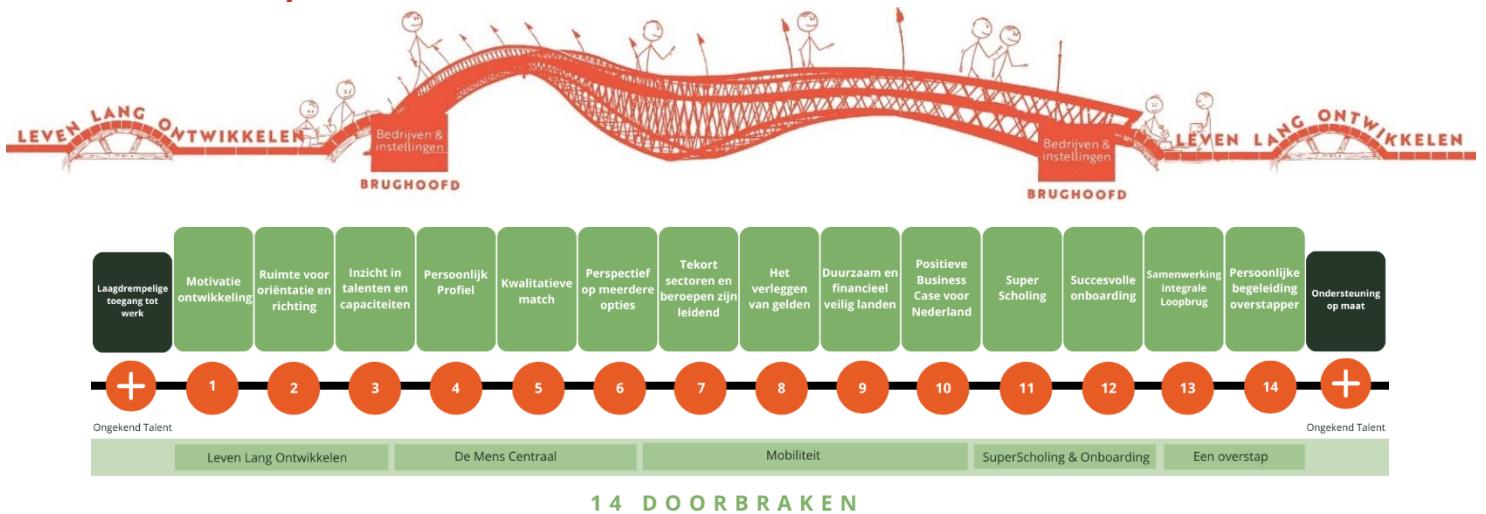 LEVEN LANG ONTWIKKELEN
Bedrijven &
instellingen
BRUGHOOFD
Bedrijven &
instellingen
BRUGHOOFD
LEVEN LANG ONTWIKKELEN
Laagdrempelige
toegang tot
werk
Motivatie
ontwikkeling
Ruimte voor
oriëntatie en
richting
Inzicht in
talenten en
capaciteiten
Persoonlijk
Profiel
Kwalitatieve
match
Perspectief
op meerdere
opties
Tekort
sectoren en
beroepen zijn
leidend
Het
verleggen
van gelden
Duurzaam en
financieel
veilig landen
Positieve
Business
Case voor
Nederland
Super
Scholing
Succesvolle
onboarding
Samenwerking
integrale
Loopbrug
Persoonlijke
begeleiding
overstapper
Ondersteuning
op maat
+ 1 2 3 4 5 6 7 8 9 10 11 12 13 14 +
Ongekend Talent
Ongekend Talent
Leven Lang Ontwikkelen
De Mens Centraal
Mobiliteit
SuperScholing & Onboarding
Een overstap
14 DOORBRAKEN